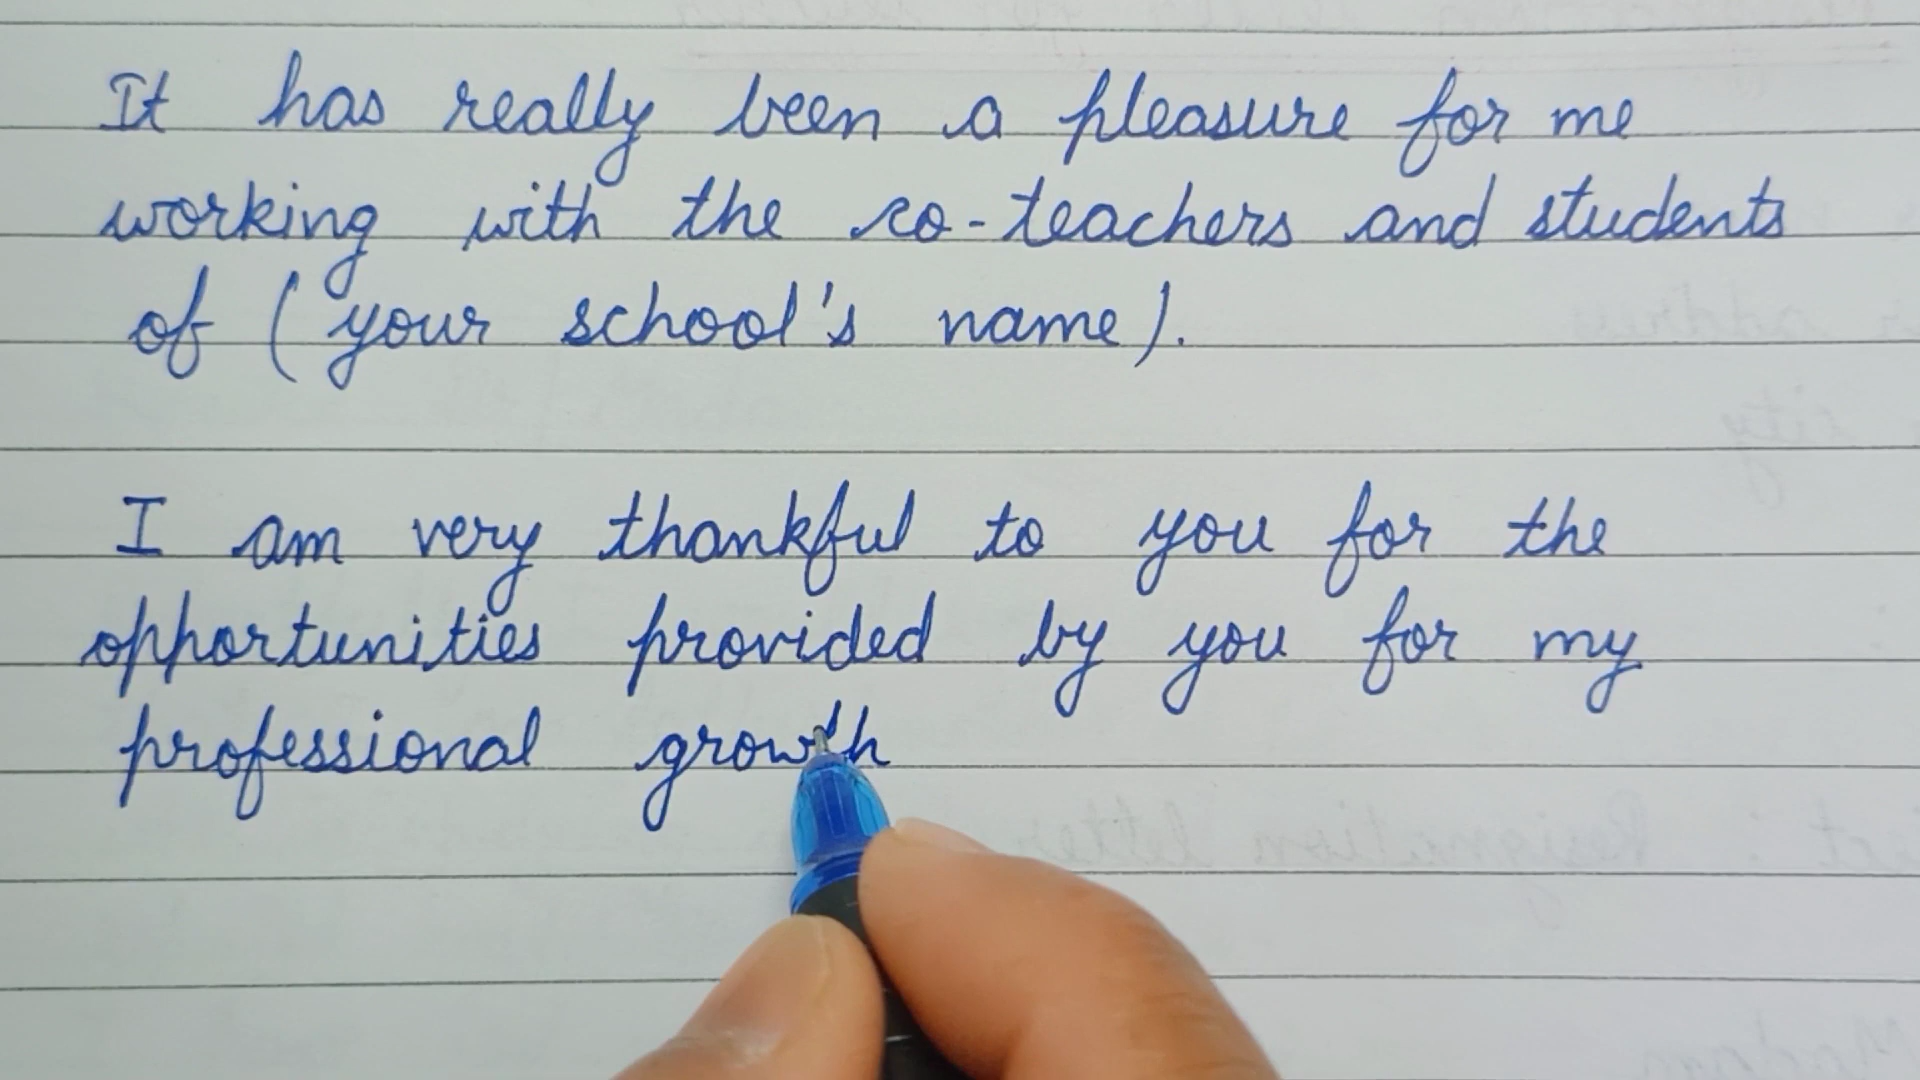 It has really been a pleasure for me
working with the co-teachers and students
of (your school's name).
I am very thankful to you for the
opportunities provided by you for my
professional growth